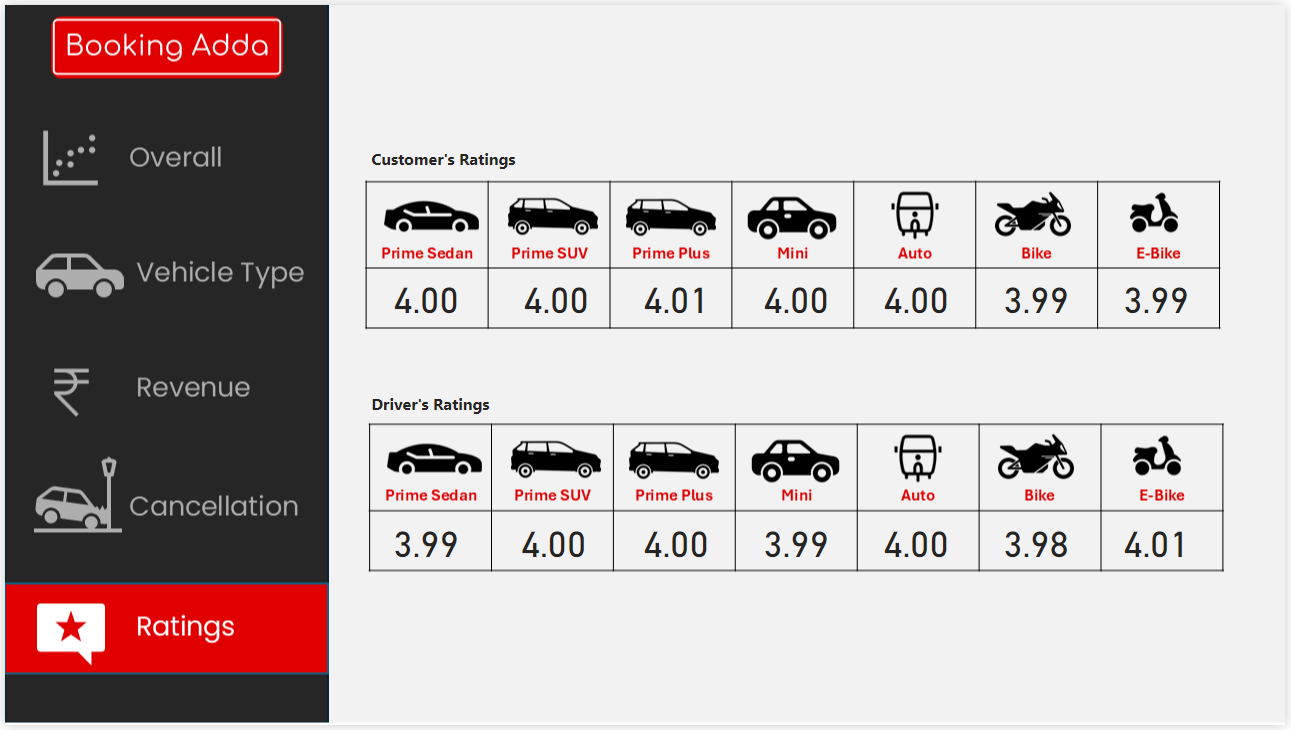 Booking Adda
Overall
Vehicle Type
Revenue
Cancellation
Ratings
Customer's Ratings
Prime Sedan Prime SUV Prime Plus Mini Auto Bike E-Bike
4.00 4.00 4.01 4.00 4.00 3.99 3.99
Driver's Ratings
Prime Sedan Prime SUV Prime Plus Mini Auto Bike E-Bike
3.99 4.00 4.00 3.99 4.00 3.98 4.01